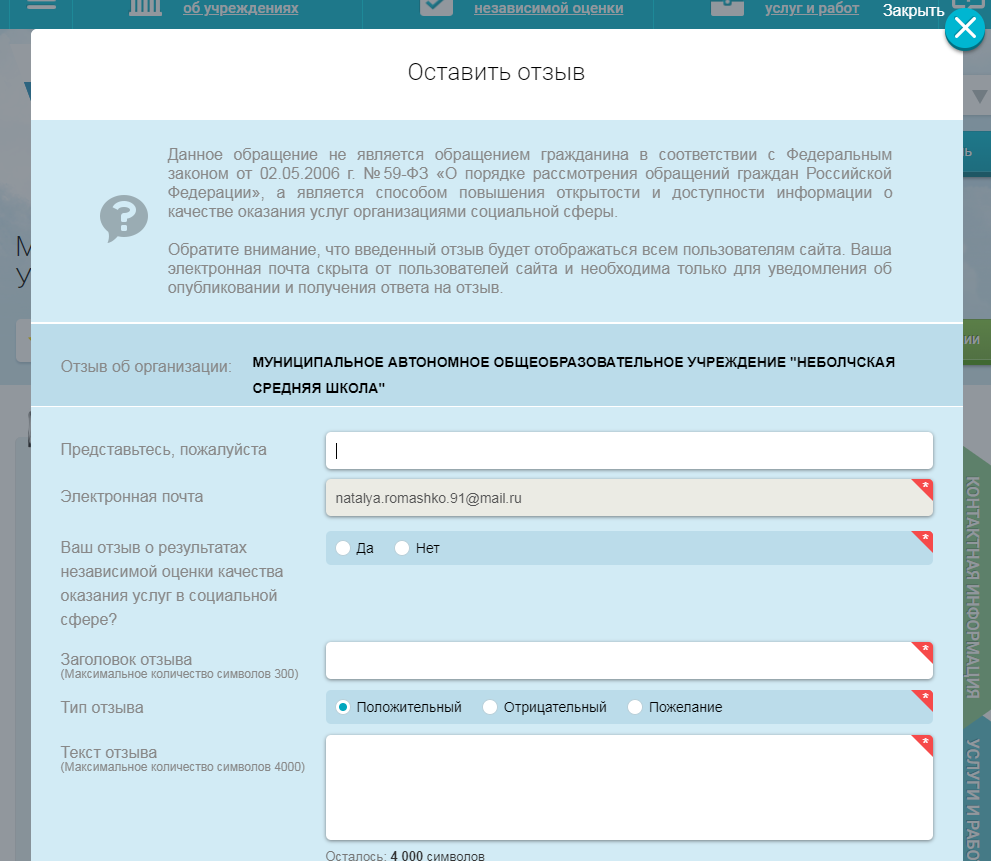 об учреждениях
независимой оценки
услуг и работ
Закрыть
Оставить отзыв
Данное обращение не является обращением гражданина в соответствии с Федеральным
законом от 02.05.2006 г. №59-ФЗ «О порядке рассмотрения обращений граждан Российской
Федерации», а является способом повышения открытости и доступности информации о
качестве оказания услуг организациями социальной сферы.
Обратите внимание, что введенный отзыв будет отображаться всем пользователям сайта. Ваша
электронная почта скрыта от пользователей сайта и необходима только для уведомления об
опубликовании и получения ответа на отзыв.
Отзыв об организации:
МУНИЦИПАЛЬНОЕ АВТОНОМНОЕ ОБЩЕОБРАЗОВАТЕЛЬНОЕ УЧРЕЖДЕНИЕ "НЕБОЛЧСКАЯ
СРЕДНЯЯ ШКОЛА"
Представьтесь, пожалуйста
Электронная почта
natalya.romashko.91@mail.ru
*
Ваш отзыв о результатах
независимой оценки качества
оказания услуг в социальной
сфере?
Да Нет
*
Заголовок отзыва
(Максимальное количество символов 300)
*
Тип отзыва
Положительный Отрицательный Пожелание
*
Текст отзыва
(Максимальное количество символов 4000)
*
Осталось: 4 000 символов
КОНТАКТНАЯ ИНФОРМАЦИЯ
УСЛУГИ И РАБО